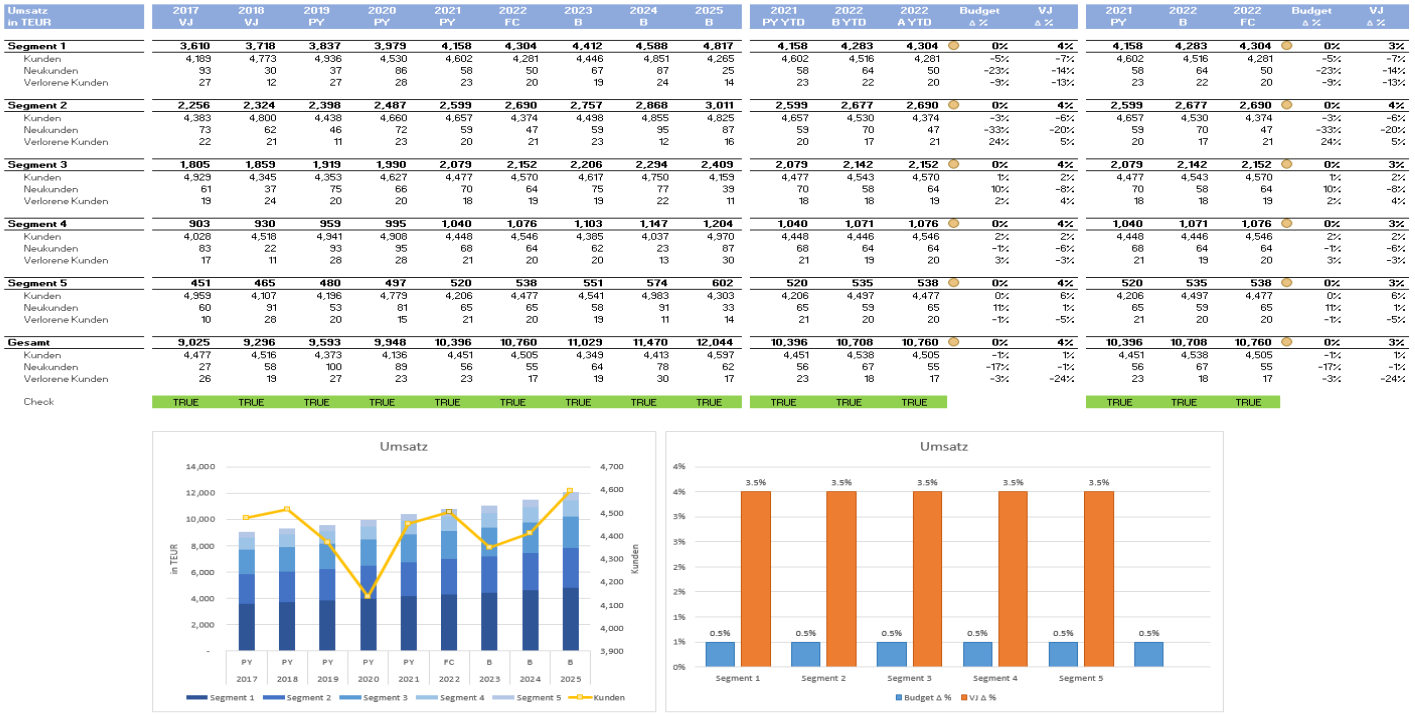 Umsatz 2017 2018 2019 2020 2021 2022 2023 2024 2025 2021 2022 2022 Budget VJ 2021 2022 2022 Budget VJ
in TEUR VJ VJ PY PY PY FC B B B PY YTD B YTD A YTD Δ % Δ % PY B FC Δ % Δ %
Segment 1 3,610 3,718 3,837 3,979 4,158 4,304 4,412 4,588 4,817 4,158 4,283 4,304 0% 4% 4,158 4,283 4,304 0% 3%
Kunden 4,189 4,773 4,936 4,530 4,602 4,281 4,446 4,851 4,265 4,602 4,516 4,281 -5% -7% 4,602 4,516 4,281 -5% -7%
Neukunden 93 30 37 86 58 50 67 87 25 58 64 50 -23% -14% 58 64 50 -23% -14%
Verlorene Kunden 27 12 27 28 23 20 19 24 14 23 22 20 -9% -13% 23 22 20 -9% -13%
Segment 2 2,256 2,324 2,398 2,487 2,599 2,690 2,757 2,868 3,011 2,599 2,677 2,690 0% 4% 2,599 2,677 2,690 0% 4%
Kunden 4,383 4,800 4,438 4,660 4,657 4,374 4,498 4,855 4,825 4,657 4,530 4,374 -3% -6% 4,657 4,530 4,374 -3% -6%
Neukunden 73 62 46 72 59 47 59 95 87 59 70 47 -33% -20% 59 70 47 -33% -20%
Verlorene Kunden 22 21 11 23 20 21 23 12 16 20 17 21 24% 5% 20 17 21 24% 5%
Segment 3 1,805 1,859 1,919 1,990 2,079 2,152 2,206 2,294 2,409 2,079 2,142 2,152 0% 4% 2,079 2,142 2,152 0% 3%
Kunden 4,929 4,345 4,353 4,627 4,477 4,570 4,617 4,750 4,159 4,477 4,543 4,570 1% 2% 4,477 4,543 4,570 1% 2%
Neukunden 61 37 75 66 70 64 75 77 39 70 58 64 10% -8% 70 58 64 10% -8%
Verlorene Kunden 19 24 20 20 18 19 19 22 11 18 18 19 2% 4% 18 18 19 2% 4%
Segment 4 903 930 959 995 1,040 1,076 1,103 1,147 1,204 1,040 1,071 1,076 0% 4% 1,040 1,071 1,076 0% 3%
Kunden 4,028 4,518 4,941 4,908 4,448 4,546 4,385 4,037 4,970 4,448 4,446 4,546 2% 2% 4,448 4,446 4,546 2% 2%
Neukunden 83 22 93 95 68 64 62 23 87 68 64 64 -1% -6% 68 64 64 -1% -6%
Verlorene Kunden 17 11 28 28 21 20 20 13 30 21 19 20 3% -3% 21 19 20 3% -3%
Segment 5 451 465 480 497 520 538 551 574 602 520 535 538 0% 4% 520 535 538 0% 3%
Kunden 4,959 4,107 4,196 4,779 4,206 4,477 4,541 4,983 4,303 4,206 4,497 4,477 0% 6% 4,206 4,497 4,477 0% 6%
Neukunden 60 91 53 81 65 65 58 91 33 65 59 65 11% 1% 65 59 65 11% 1%
Verlorene Kunden 10 28 20 15 21 20 19 11 14 21 20 20 -1% -5% 21 20 20 -1% -5%
Gesamt 9,025 9,296 9,593 9,948 10,396 10,760 11,029 11,470 12,044 10,396 10,708 10,760 0% 4% 10,396 10,708 10,760 0% 3%
Kunden 4,477 4,516 4,373 4,136 4,451 4,505 4,349 4,413 4,597 4,451 4,538 4,505 -1% 1% 4,451 4,538 4,505 -1% 1%
Neukunden 27 58 100 89 56 55 64 78 62 56 67 55 -17% -1% 56 67 55 -17% -1%
Verlorene Kunden 26 19 27 23 23 17 19 30 17 23 18 17 -3% -24% 23 18 17 -3% -24%
Check TRUE TRUE TRUE TRUE TRUE TRUE TRUE TRUE TRUE TRUE TRUE TRUE TRUE TRUE TRUE
Umsatz
14,000 4,700
12,000 4,600
10,000 4,500
8,000 4,400
6,000 4,300
4,000 4,200
2,000 4,100
- 4,000
3,900
in TEUR
Kunden
PY PY PY PY PY FC B B B
2017 2018 2019 2020 2021 2022 2023 2024 2025
Segment 1 Segment 2 Segment 3 Segment 4 Segment 5 Kunden
Umsatz
4%
4%
3%
3%
2%
2%
1%
1%
0%
3.5% 3.5% 3.5% 3.5% 3.5%
0.5% 0.5% 0.5% 0.5% 0.5% 0.5%
Segment 1 Segment 2 Segment 3 Segment 4 Segment 5
Budget Δ % VJ Δ %